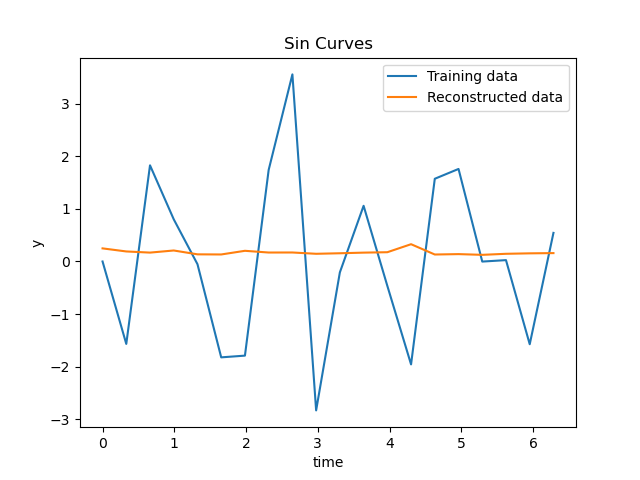 Sin Curves
Training data
Reconstructed data
3
2
1
0
−1
−2
−3
y
0 1 2 3 4 5 6
time